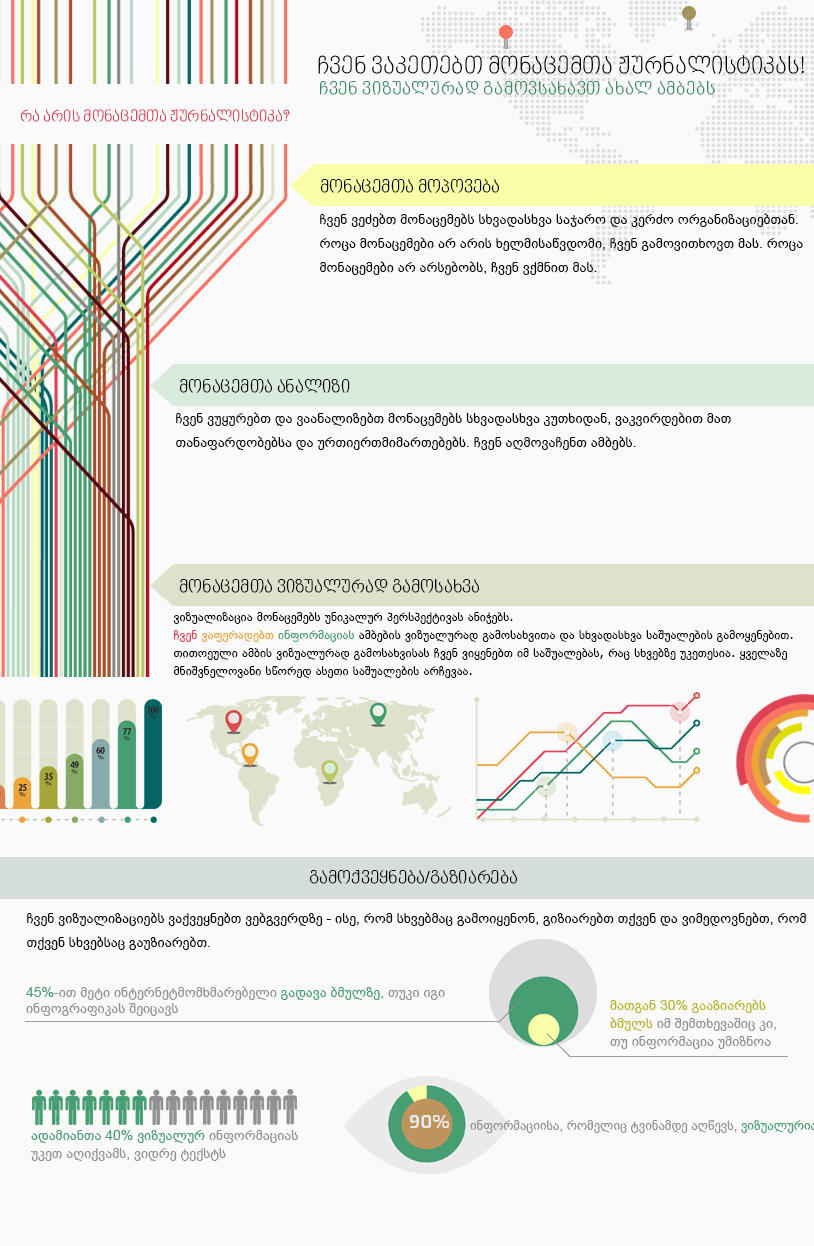 ჩვენ ვაკეთებთ მონაცემთა ჟურნალისტიკას!
ჩვენ ვიზუალურად გამოვსახავთ ახალ ამბებს
რა არის მონაცემთა ჟურნალისტიკა?
მონაცემთა მოპოვება
ჩვენ ვეძებთ მონაცემებს სხვადასხვა საჯარო და კერძო ორგანიზაციებთან.
როცა მონაცემები არ არის ხელმისაწვდომი, ჩვენ გამოვითხოვთ მას. როცა
მონაცემები არ არსებობს, ჩვენ ვქმნით მას.
მონაცემთა ანალიზი
ჩვენ ვუყურებთ და ვაანალიზებთ მონაცემებს სხვადასხვა კუთხიდან, ვაკვირდებით მათ
თანაფარდობებსა და ურთიერთმიმართებებს. ჩვენ აღმოვაჩენთ ამბებს.
მონაცემთა ვიზუალურად გამოსახვა
ვიზუალიზაცია მონაცემებს უნიკალურ პერსპექტივას ანიჭებს.
ჩვენ ვაფერადებთ ინფორმაციას ამბების ვიზუალურად გამოსახვითა და სხვადასხვა საშუალების გამოყენებით.
თითოეული ამბის ვიზუალურად გამოსახვისას ჩვენ ვიყენებთ იმ საშუალებას, რაც სხვებზე უკეთესია. ყველაზე
მნიშვნელოვანი სწორედ ასეთი საშუალების არჩევაა.
25 %
35 %
49 %
60 %
77 %
100 %
გამოქვეყნება/გაზიარება
ჩვენ ვიზუალიზაციებს ვაქვეყნებთ ვებგვერდზე - ისე, რომ სხვებმაც გამოიყენონ, გიზიარებთ თქვენ და ვიმედოვნებთ, რომ
თქვენ სხვებსაც გაუზიარებთ.
45%-ით მეტი ინტერნეტმომხმარებელი გადავა ბმულზე, თუკი იგი
ინფოგრაფიკას შეიცავს
მათგან 30% გააზიარებს
ბმულს იმ შემთხევაშიც კი,
თუ ინფორმაცია უმიზნოა
ადამიანთა 40% ვიზუალურ ინფორმაციას
უკეთ აღიქვამს, ვიდრე ტექსტს
90% ინფორმაციისა, რომელიც ტვინამდე აღწევს, ვიზუალურია